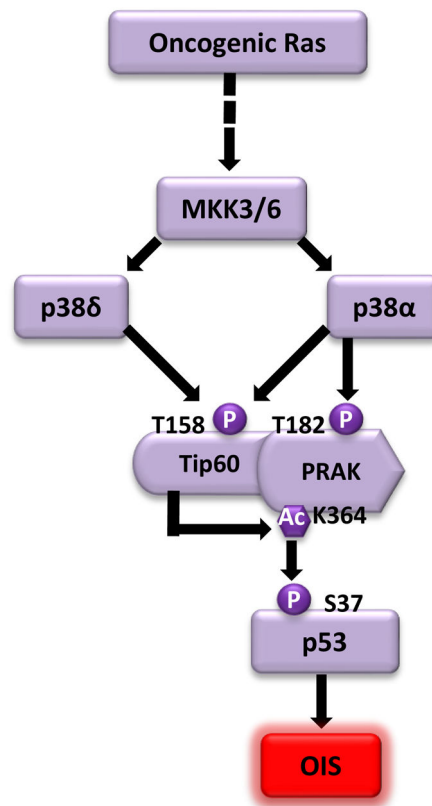 Oncogenic Ras
MKK3/6
p38δ
p38α
T158
P
T182
P
Tip60
PRAK
Ac
K364
P
S37
p53
OIS